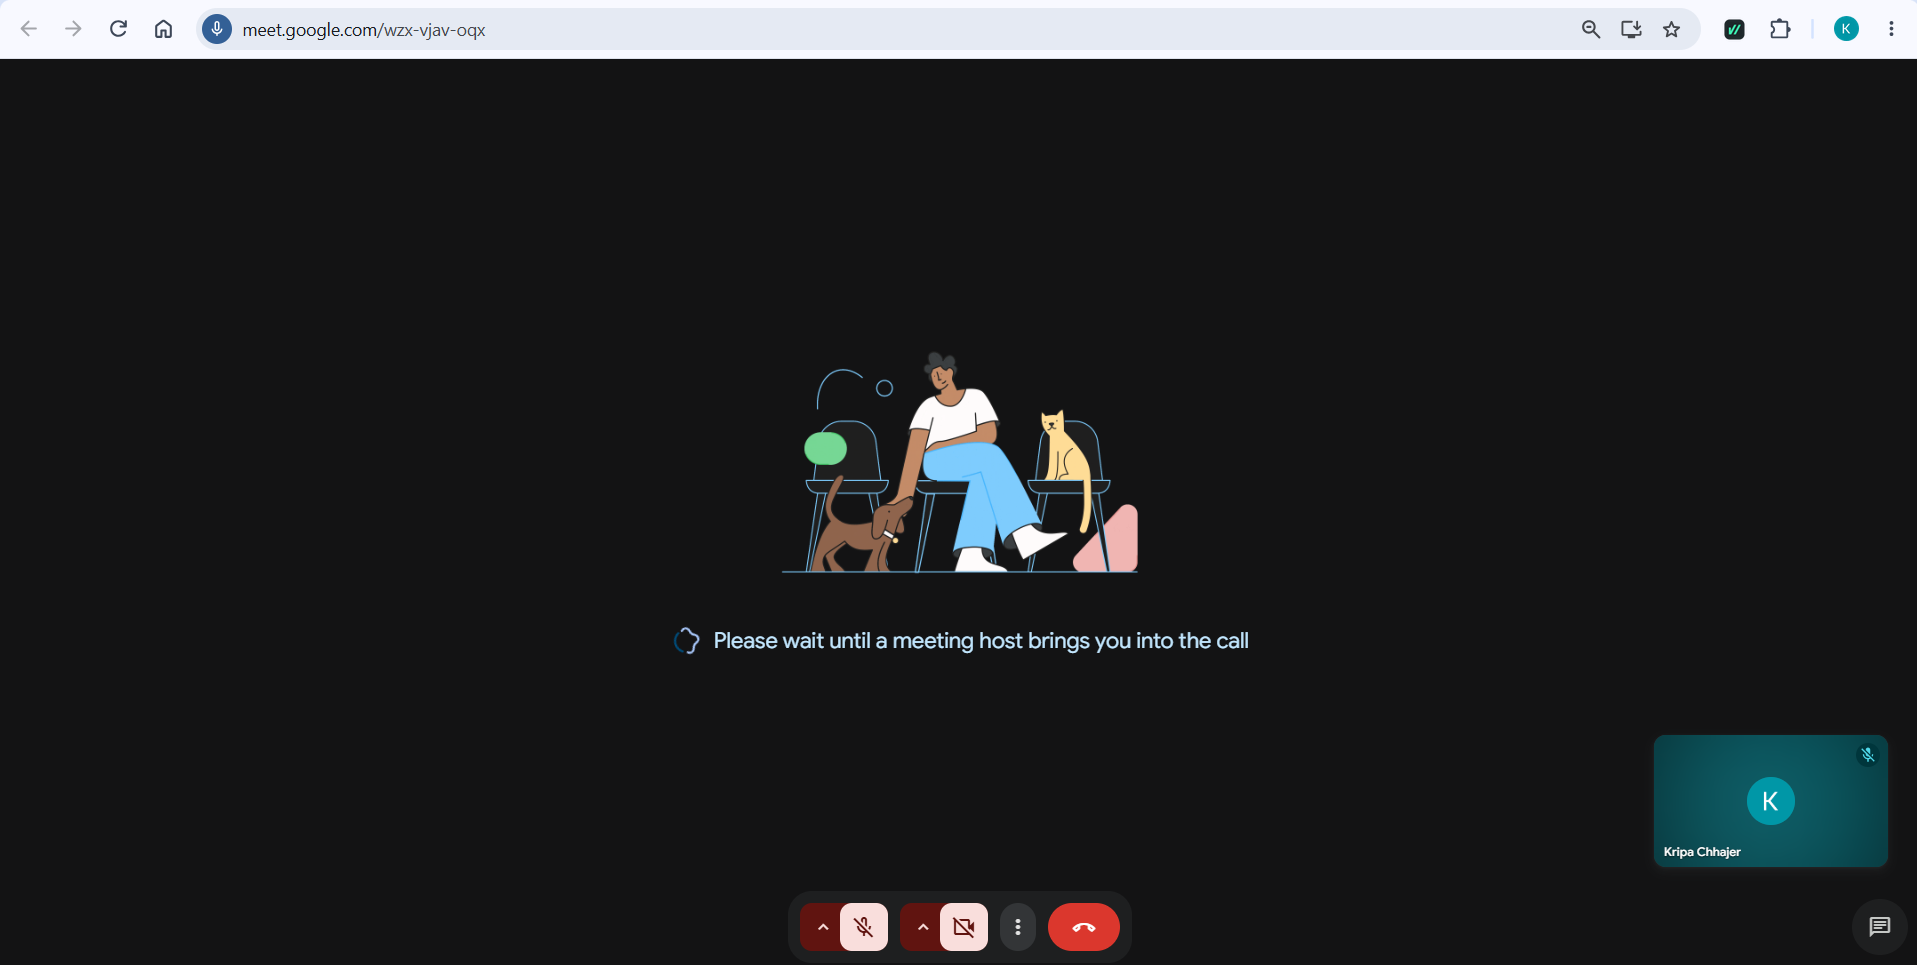 meet.google.com/wzx-vjav-oqx
K
Please wait until a meeting host brings you into the call
K
Kripa Chhajer